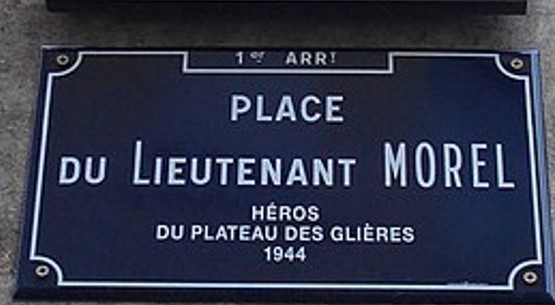 1er ARRt
PLACE
DU LIEUTENANT MOREL
HÉROS
DU PLATEAU DES GLIÈRES
1944